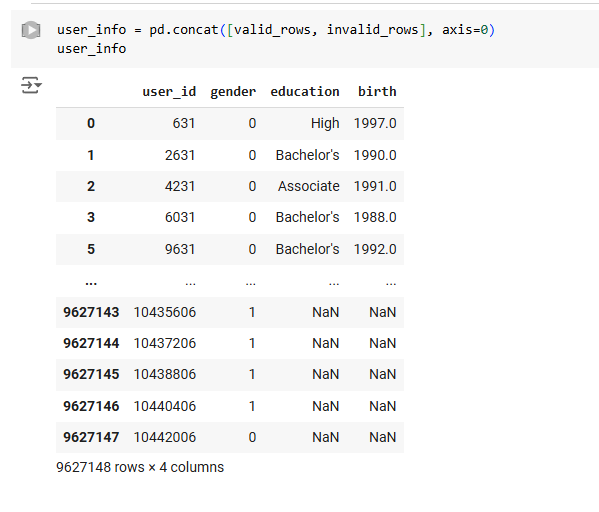 user_info = pd.concat([valid_rows, invalid_rows], axis=0)
user_info
user_id gender education birth
0 631 0 High 1997.0
1 2631 0 Bachelor's 1990.0
2 4231 0 Associate 1991.0
3 6031 0 Bachelor's 1988.0
5 9631 0 Bachelor's 1992.0
... ... ... ... ...
9627143 10435606 1 NaN NaN
9627144 10437206 1 NaN NaN
9627145 10438806 1 NaN NaN
9627146 10440406 1 NaN NaN
9627147 10442006 0 NaN NaN
9627148 rows × 4 columns